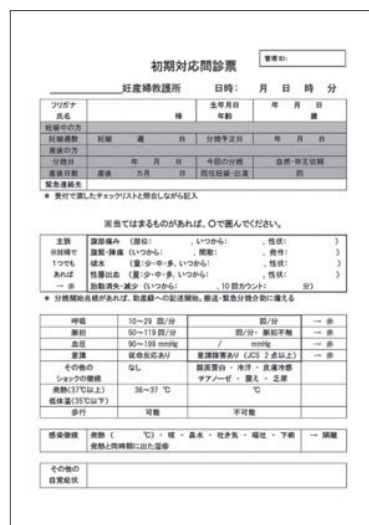 管理ID:
初期対応問診票
妊産婦救護所 日時: 月 日 時 分
フリガナ 生年月日 年 月 日
氏名 様 年齢 歳
妊娠中の方
妊娠週数 妊娠 週 日 分娩予定日 年 月 日
産後の方
分娩日 年 月 日 今回の分娩 自然・帝王切開
産後日数 産後 カ月 日 既往妊娠・出産 回
緊急連絡先
* 受付で渡したチェックリストと照合しながら記入
※当てはまるものがあれば、○で囲んでください。
主訴 腹部痛み (部位: , いつから: , 性状: )
※妊婦で 腹緊・陣痛 (いつから: , 間歇: , 発作: )
1つでも 破水 (量:少・中・多, いつから: , 性状: )
あれば 性器出血 (量:少・中・多, いつから: , 性状: )
→ 赤 胎動消失・減少 (いつから: , 10回カウント: 分)
* 分娩開始兆候があれば、助産録への記述開始。搬送・緊急分娩介助に備える
呼吸 10~29 回/分 回/分 → 赤
脈拍 50~119 回/分 回/分・ 脈拍不触 → 赤
血圧 90~199 mmHg / mmHg → 赤
意識 従命反応あり 意識障害あり (JCS 2点以上) → 赤
その他の なし 顔面蒼白・冷汗・皮膚冷感
ショックの徴候 チアノーゼ・震え・乏尿
発熱(37℃以上) 36~37 ℃ ℃
低体温(35℃以下)
歩行 可能 不可能
感染徴候 発熱 ( ℃)・咳・鼻水・吐き気・嘔吐・下痢 → 隔離
発熱と同時期に出た湿疹
その他の
自覚症状